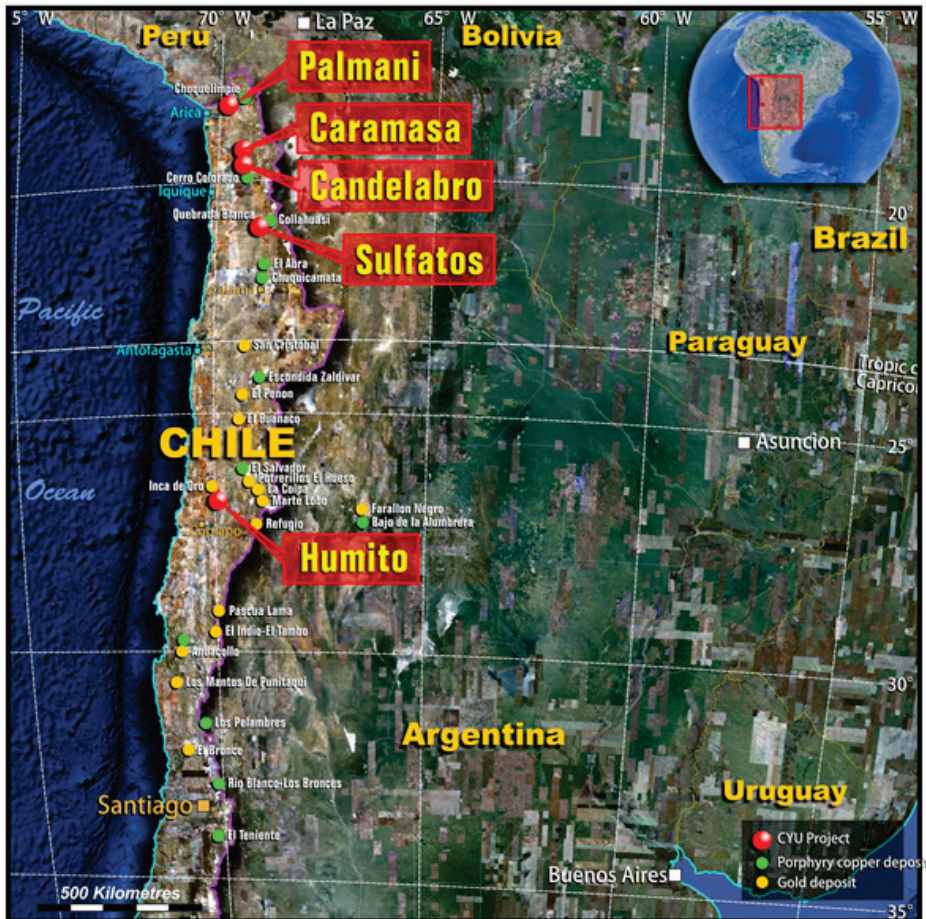 75° W
70° W
65° W
60° W
55° W
La Paz
Peru
Bolivia
Palmani
Choquelimpie
Arica
Caramasa
Cerro Colorado
Candelabro
Iquique
Quebrada Blanca
Collahuasi
20°
Brazil
Sulfatos
El Abra
Chuquicamata
Pacific
Antofagasta
San Cristobal
Paraguay
Tropic o
Capricor
Escondida Zaldivar
El Penon
El Guanaco
CHILE
Asuncion
25°
El Salvador
Potrerillos El Hueso
Inca de Oro
La Coipa
Marte Lobo
Ocean
Farallon Negro
Bajo de la Alumbrera
Refugio
Copiapo
Humito
Pascua Lama
El Indio-El Tambo
Andacollo
30°
Los Mantos De Punitaqui
Los Pelambres
Argentina
El Bronce
Rio Blanco-Los Bronces
Uruguay
Santiago
El Teniente
CYU Project
Porphyry copper deposi
Gold deposit
Buenos Aires
500 Kilometres
35°